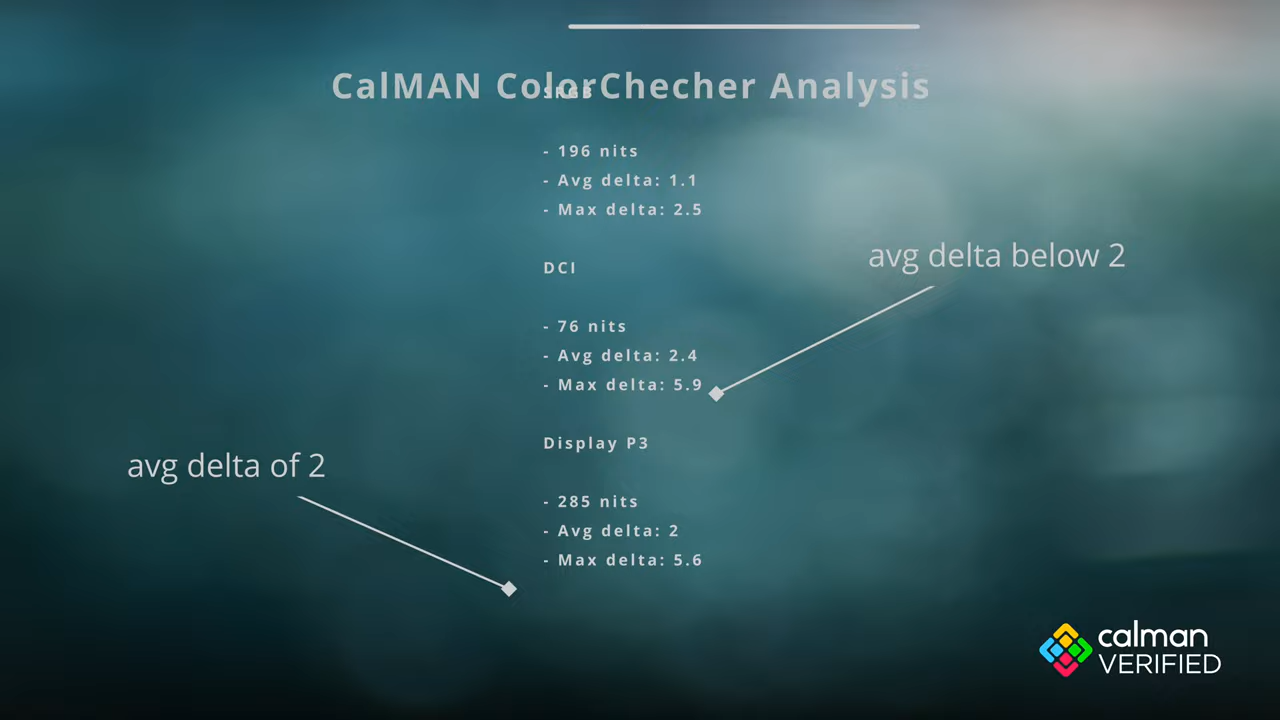 CalMAN ColorChecher Analysis
SRGB
- 196 nits
- Avg delta: 1.1
- Max delta: 2.5
DCI
- 76 nits
- Avg delta: 2.4
- Max delta: 5.9
Display P3
- 285 nits
- Avg delta: 2
- Max delta: 5.6
avg delta below 2
avg delta of 2
calman
VERIFIED